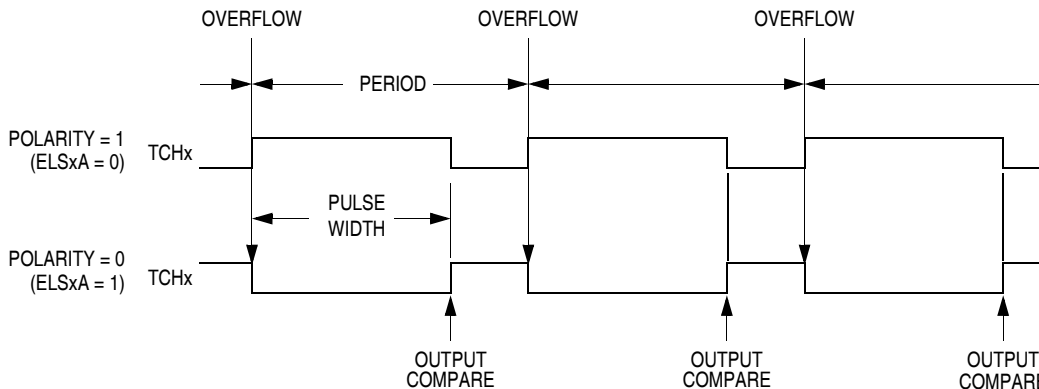 OVERFLOW OVERFLOW OVERFLOW
PERIOD
POLARITY = 1
(ELSxA = 0) TCHx
PULSE
WIDTH
POLARITY = 0
(ELSxA = 1) TCHx
OUTPUT
COMPARE
OUTPUT
COMPARE
OUTPUT
COMPARE